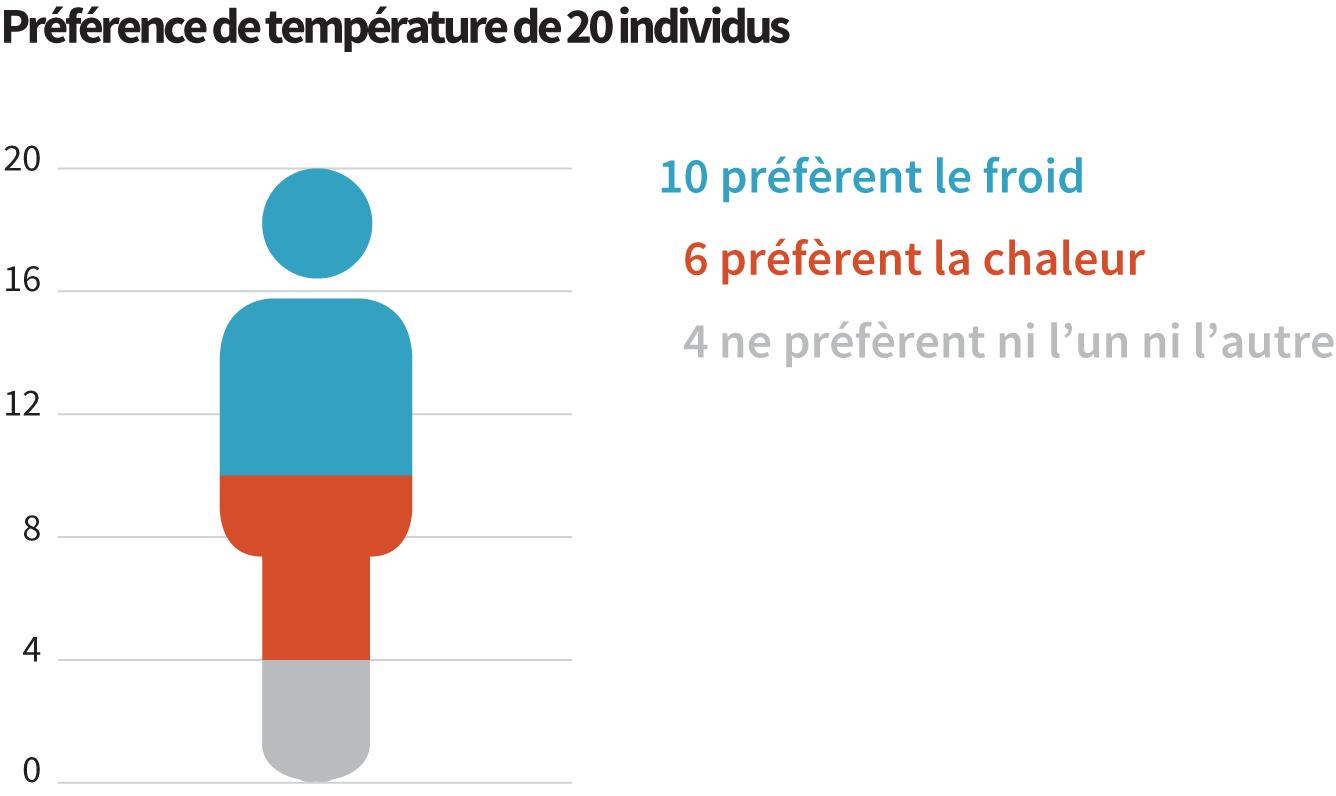 Préférence de température de 20 individus
20
16
12
8
4
0
10 préfèrent le froid
6 préfèrent la chaleur
4 ne préfèrent ni l’un ni l’autre